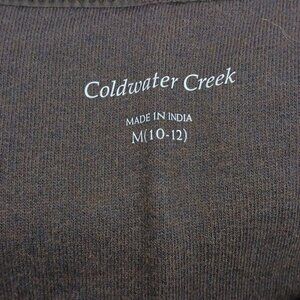 Coldwater Creek
MADE IN INDIA
M(10-12)